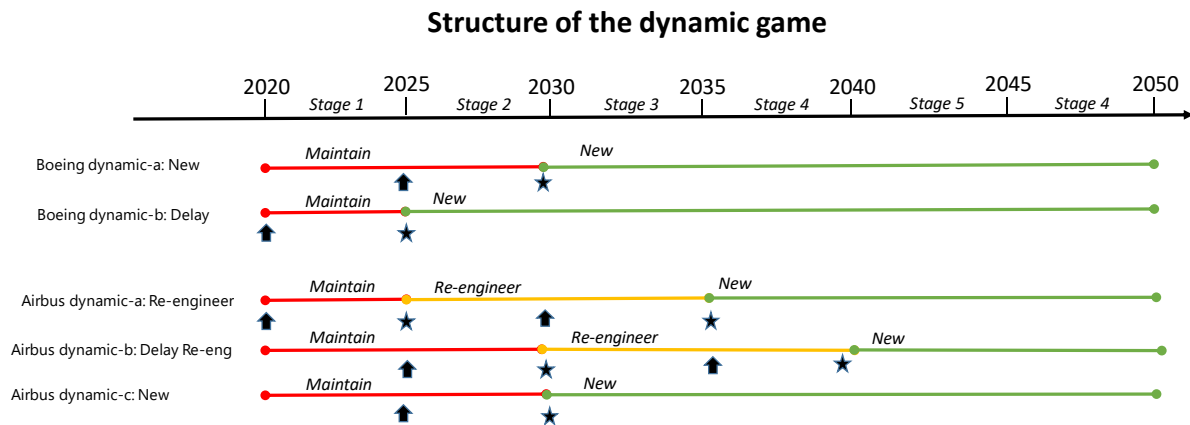 Structure of the dynamic game
2020 2025 2030 2035 2040 2045 2050
Stage 1 Stage 2 Stage 3 Stage 4 Stage 5 Stage 4
Boeing dynamic-a: New Maintain New
Boeing dynamic-b: Delay Maintain New
Airbus dynamic-a: Re-engineer Maintain Re-engineer New
Airbus dynamic-b: Delay Re-eng Maintain Re-engineer New
Airbus dynamic-c: New Maintain New